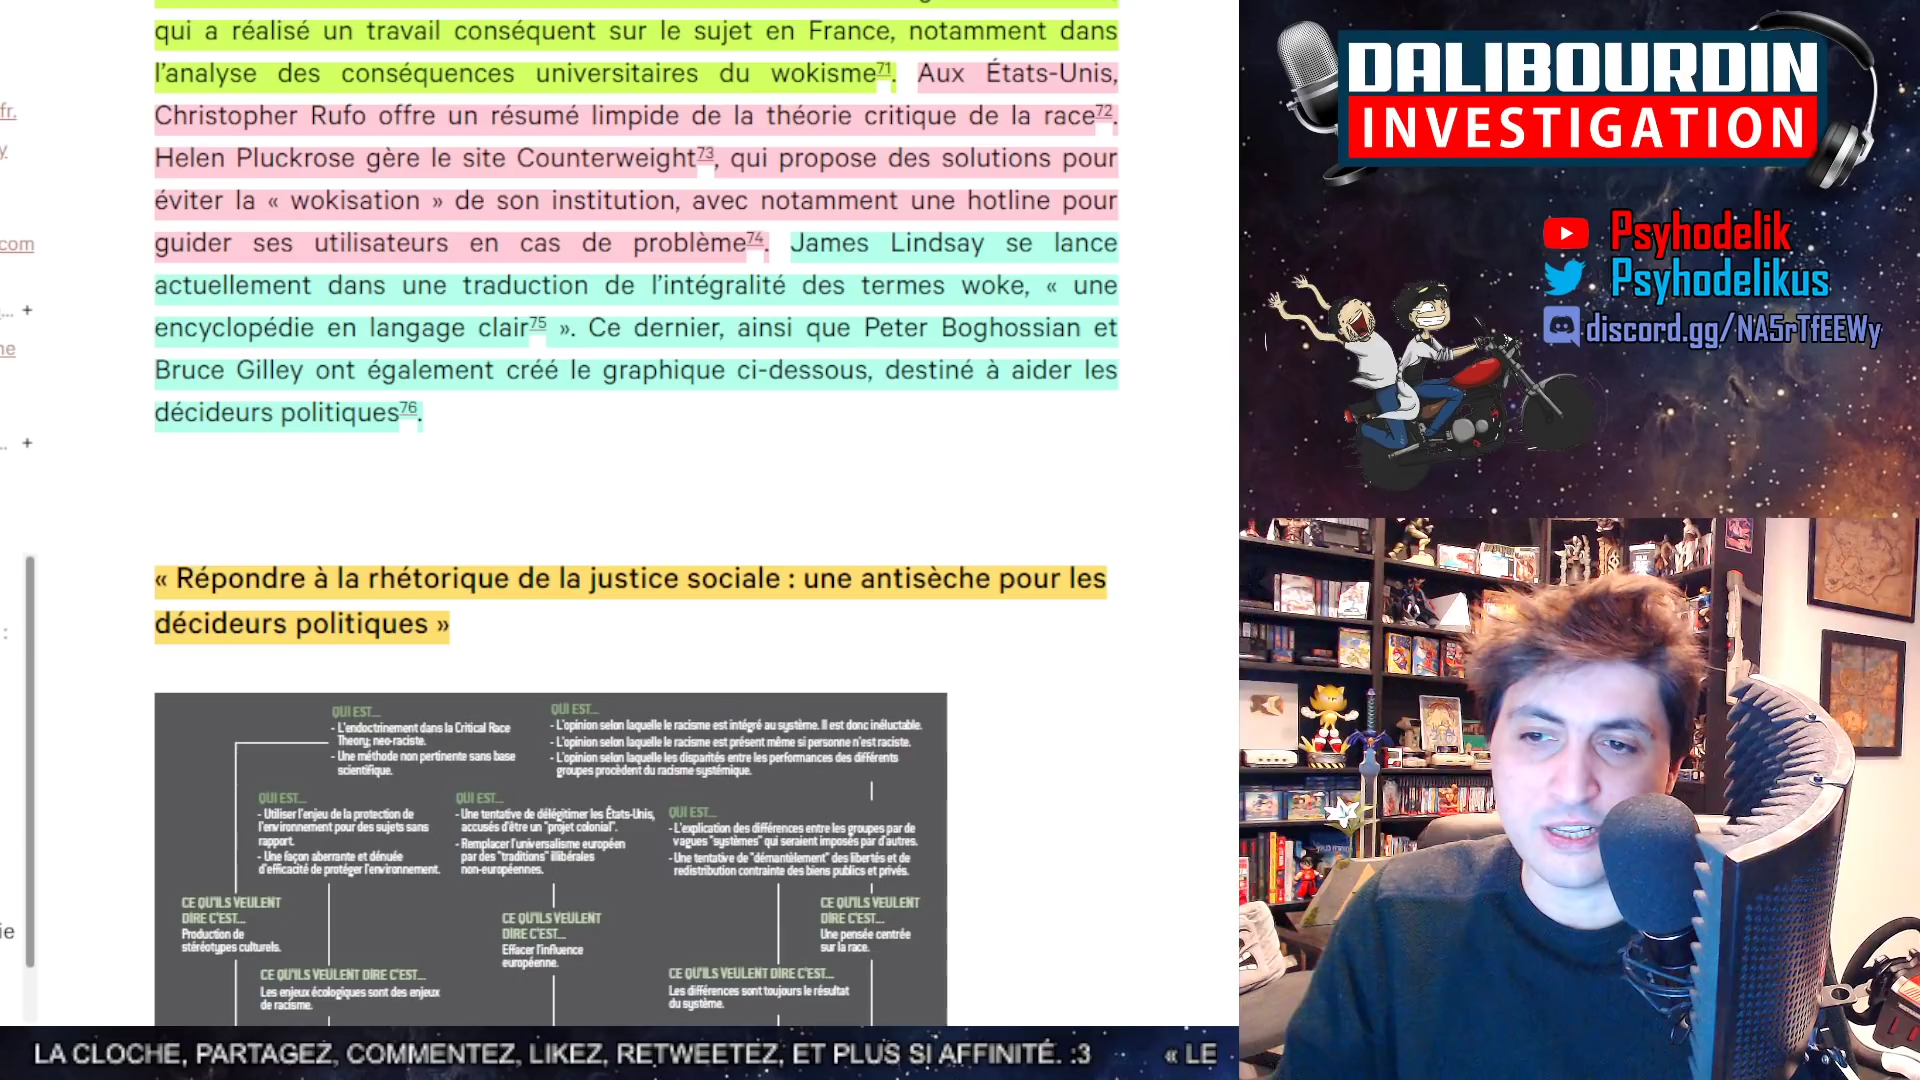 qui a réalisé un travail conséquent sur le sujet en France, notamment dans
l'analyse des conséquences universitaires du wokisme71. Aux États-Unis,
Christopher Rufo offre un résumé limpide de la théorie critique de la race72.
Helen Pluckrose gère le site Counterweight73, qui propose des solutions pour
éviter la « wokisation » de son institution, avec notamment une hotline pour
guider ses utilisateurs en cas de problème74. James Lindsay se lance
actuellement dans une traduction de l'intégralité des termes woke, « une
encyclopédie en langage clair75 ». Ce dernier, ainsi que Peter Boghossian et
Bruce Gilley ont également créé le graphique ci-dessous, destiné à aider les
décideurs politiques76.
« Répondre à la rhétorique de la justice sociale : une antisèche pour les
décideurs politiques »
QUI EST...
- L'endoctrinement dans la Critical Race
Theory; neo-raciste.
- Une méthode non pertinente sans base
scientifique.
QUI EST...
- L'opinion selon laquelle le racisme est intégré au système. Il est donc inéluctable.
- L'opinion selon laquelle le racisme est présent même si personne n'est raciste.
- L'opinion selon laquelle les disparités entre les performances des différents
groupes procèdent du racisme systémique.
QUI EST...
- Utiliser l'enjeu de la protection de
l'environnement pour des sujets sans
rapport.
- Une façon aberrante et dénuée
d'efficacité de protéger l'environnement.
QUI EST...
- Une tentative de délégitimer les États-Unis,
accusés d'être un "projet colonial".
- Remplacer l'universalisme européen
par des "traditions" illibérales
non-européennes.
QUI EST...
- L'explication des différences entre les groupes par de
vagues "systèmes" qui seraient imposés par d'autres.
- Une tentative de "démantèlement" des libertés et de
redistribution contrainte des biens publics et privés.
CE QU'ILS VEULENT
DIRE C'EST...
Production de
stéréotypes culturels.
CE QU'ILS VEULENT
DIRE C'EST...
Effacer l'influence
européenne.
CE QU'ILS VEULENT
DIRE C'EST...
Une pensée centrée
sur la race.
CE QU'ILS VEULENT DIRE C'EST...
Les enjeux écologiques sont des enjeux
de racisme.
CE QU'ILS VEULENT DIRE C'EST...
Les différences sont toujours le résultat
du système.
fr.
y
com
... +
ne
.. +
:
ie
DALIBOURDIN
INVESTIGATION
Psyhodelik
Psyhodelikus
discord.gg/NA5rTfEEWy
LA CLOCHE, PARTAGEZ, COMMENTEZ, LIKEZ, RETWEETEZ, ET PLUS SI AFFINITÉ. :3 « LE